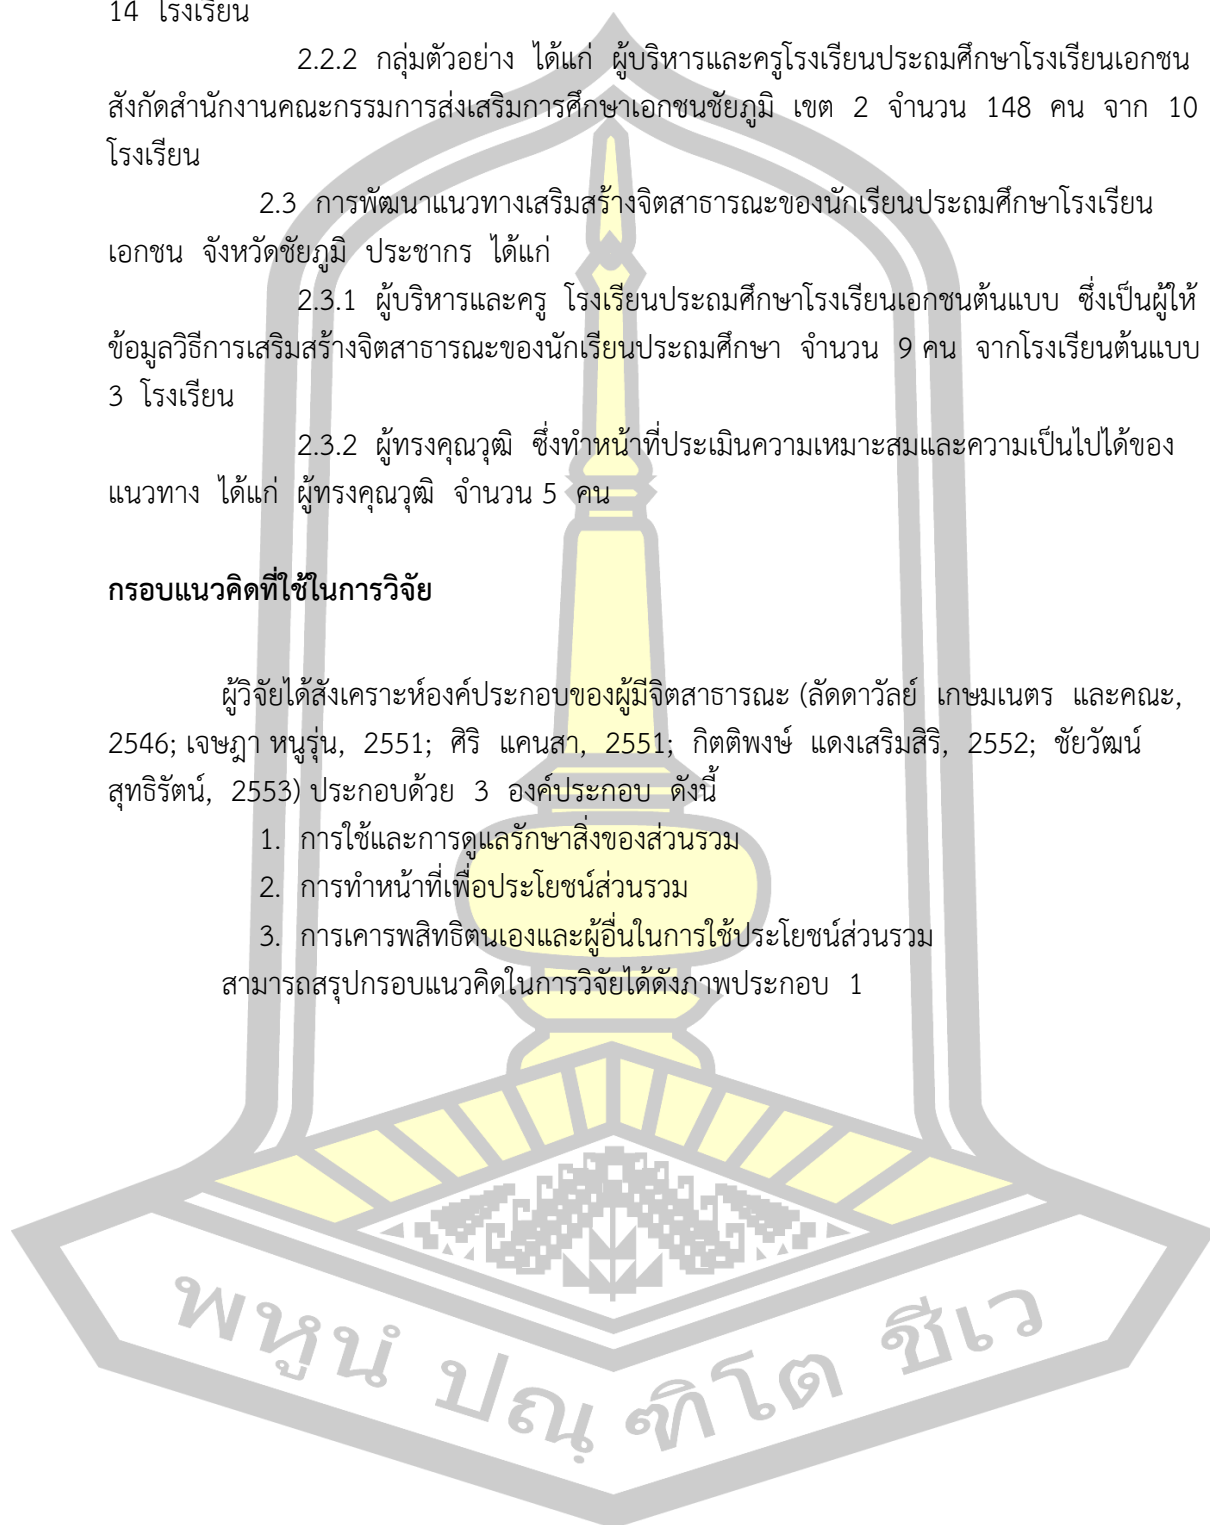 14 โรงเรียน
2.2.2 กลุ่มตัวอย่าง ได้แก่ ผู้บริหารและครูโรงเรียนประถมศึกษาโรงเรียนเอกชน
สังกัดสำนักงานคณะกรรมการส่งเสริมการศึกษาเอกชนชัยภูมิ เขต 2 จำนวน 148 คน จาก 10
โรงเรียน
2.3 การพัฒนาแนวทางเสริมสร้างจิตสาธารณะของนักเรียนประถมศึกษาโรงเรียน
เอกชน จังหวัดชัยภูมิ ประชากร ได้แก่
2.3.1 ผู้บริหารและครู โรงเรียนประถมศึกษาโรงเรียนเอกชนต้นแบบ ซึ่งเป็นผู้ให้
ข้อมูลวิธีการเสริมสร้างจิตสาธารณะของนักเรียนประถมศึกษา จำนวน 9 คน จากโรงเรียนต้นแบบ
3 โรงเรียน
2.3.2 ผู้ทรงคุณวุฒิ ซึ่งทำหน้าที่ประเมินความเหมาะสมและความเป็นไปได้ของ
แนวทาง ได้แก่ ผู้ทรงคุณวุฒิ จำนวน 5 คน
กรอบแนวคิดที่ใช้ในการวิจัย
ผู้วิจัยได้สังเคราะห์องค์ประกอบของผู้มีจิตสาธารณะ (ลัดดาวัลย์ เกษมเนตร และคณะ,
2546; เจษฎา หนูรุ่น, 2551; ศิริ แคนสา, 2551; กิตติพงษ์ แดงเสริมสิริ, 2552; ชัยวัฒน์
สุทธิรัตน์, 2553) ประกอบด้วย 3 องค์ประกอบ ดังนี้
1. การใช้และการดูแลรักษาสิ่งของส่วนรวม
2. การทำหน้าที่เพื่อประโยชน์ส่วนรวม
3. การเคารพสิทธิตนเองและผู้อื่นในการใช้ประโยชน์ส่วนรวม
สามารถสรุปกรอบแนวคิดในการวิจัยได้ดังภาพประกอบ 1
พหูนํ ปณฺฑิโต ชีเว